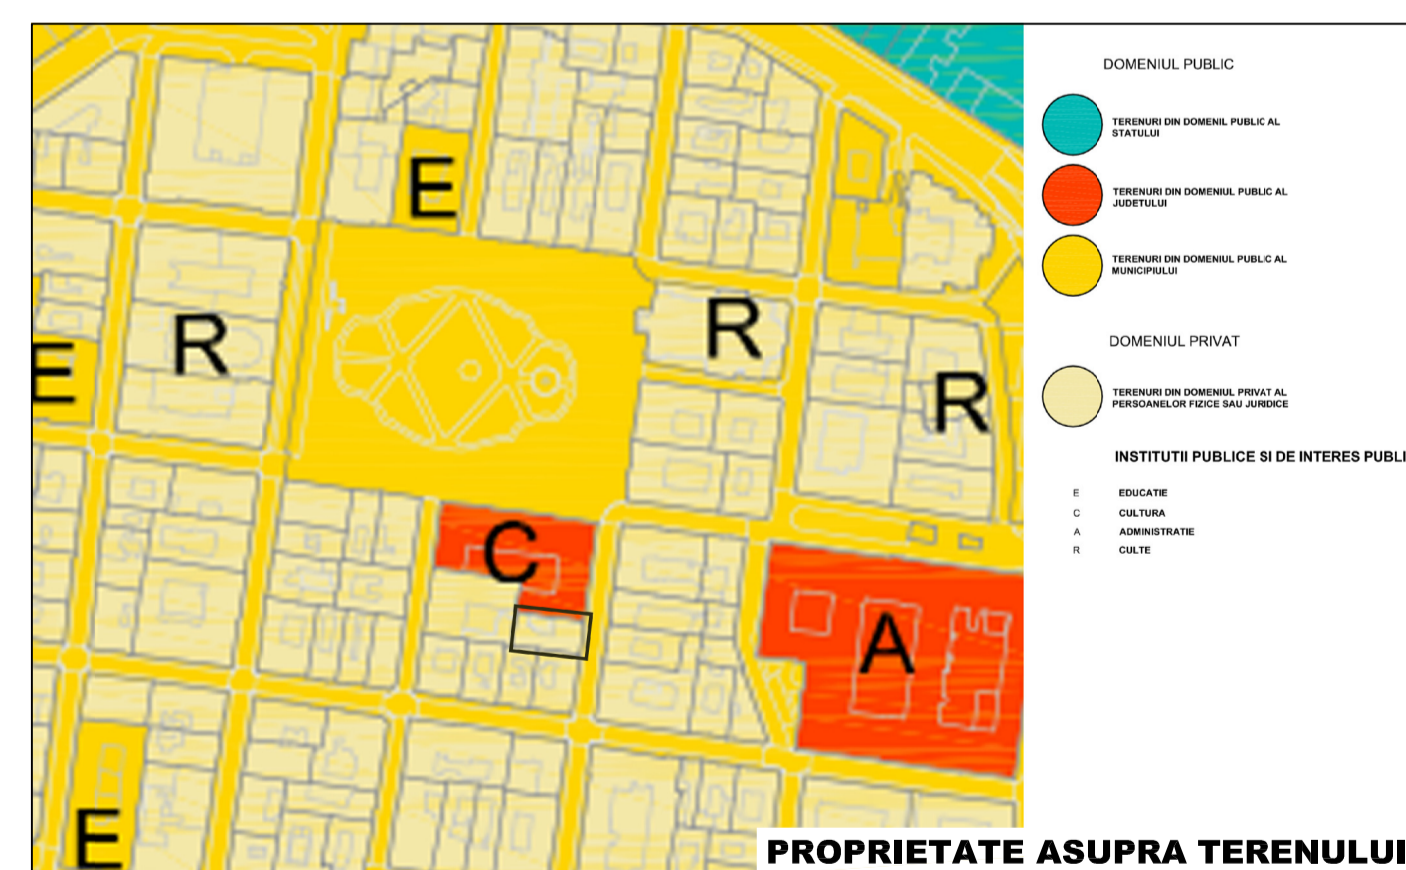 E
R
R
E
R
C
A
E
DOMENIUL PUBLIC
TERENURI DIN DOMENIL PUBLIC AL
STATULUI
TERENURI DIN DOMENIUL PUBLIC AL
JUDETULUI
TERENURI DIN DOMENIUL PUBLIC AL
MUNICIPIULUI
DOMENIUL PRIVAT
TERENURI DIN DOMENIUL PRIVAT AL
PERSOANELOR FIZICE SAU JURIDICE
INSTITUTII PUBLICE SI DE INTERES PUBLI
E EDUCATIE
C CULTURA
A ADMINISTRATIE
R CULTE
PROPRIETATE ASUPRA TERENULUI